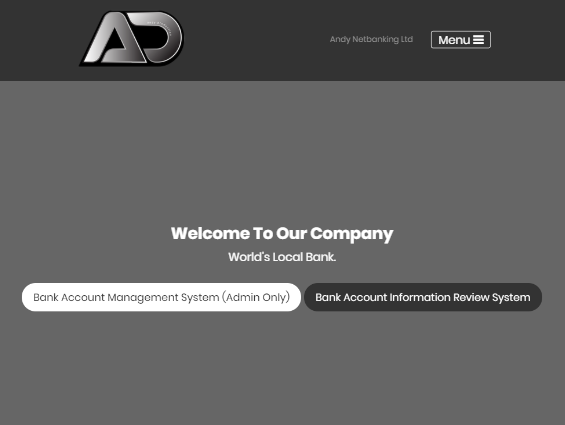 AD
Andy Netbanking Ltd
Menu
Welcome To Our Company
World's Local Bank.
Bank Account Management System (Admin Only)
Bank Account Information Review System